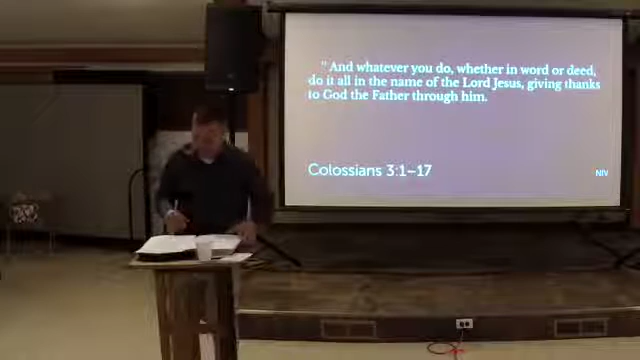 " And whatever you do, whether in word or deed,
do it all in the name of the Lord Jesus, giving thanks
to God the Father through him.
Colossians 3:1–17
NIV